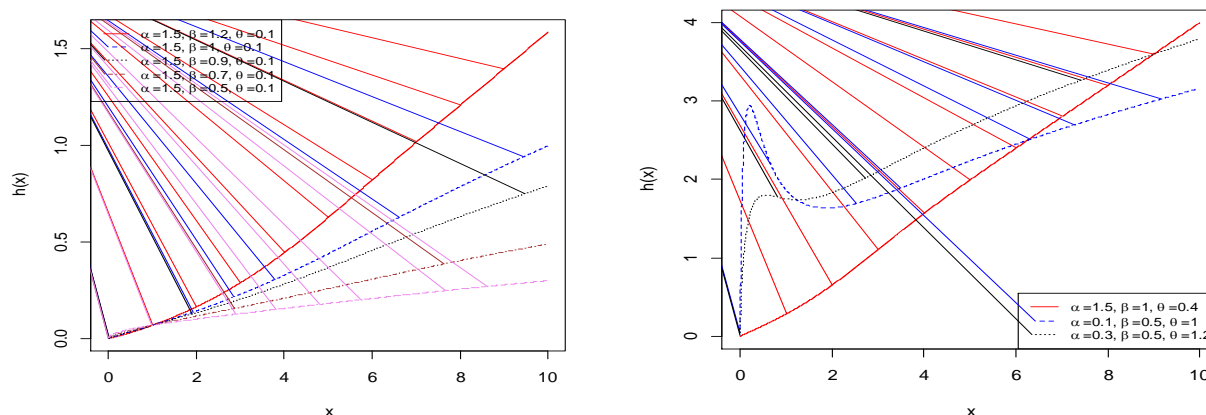 α=1.5, β=1.2, θ=0.1
α=1.5, β=1, θ=0.1
α=1.5, β=0.9, θ=0.1
α=1.5, β=0.7, θ=0.1
α=1.5, β=0.5, θ=0.1
h(x)
1.5
1.0
0.5
0.0
0 2 4 6 8 10
x
h(x)
4
3
2
1
0
α=1.5, β=1, θ=0.4
α=0.1, β=0.5, θ=1
α=0.3, β=0.5, θ=1.2
0 2 4 6 8 10
x